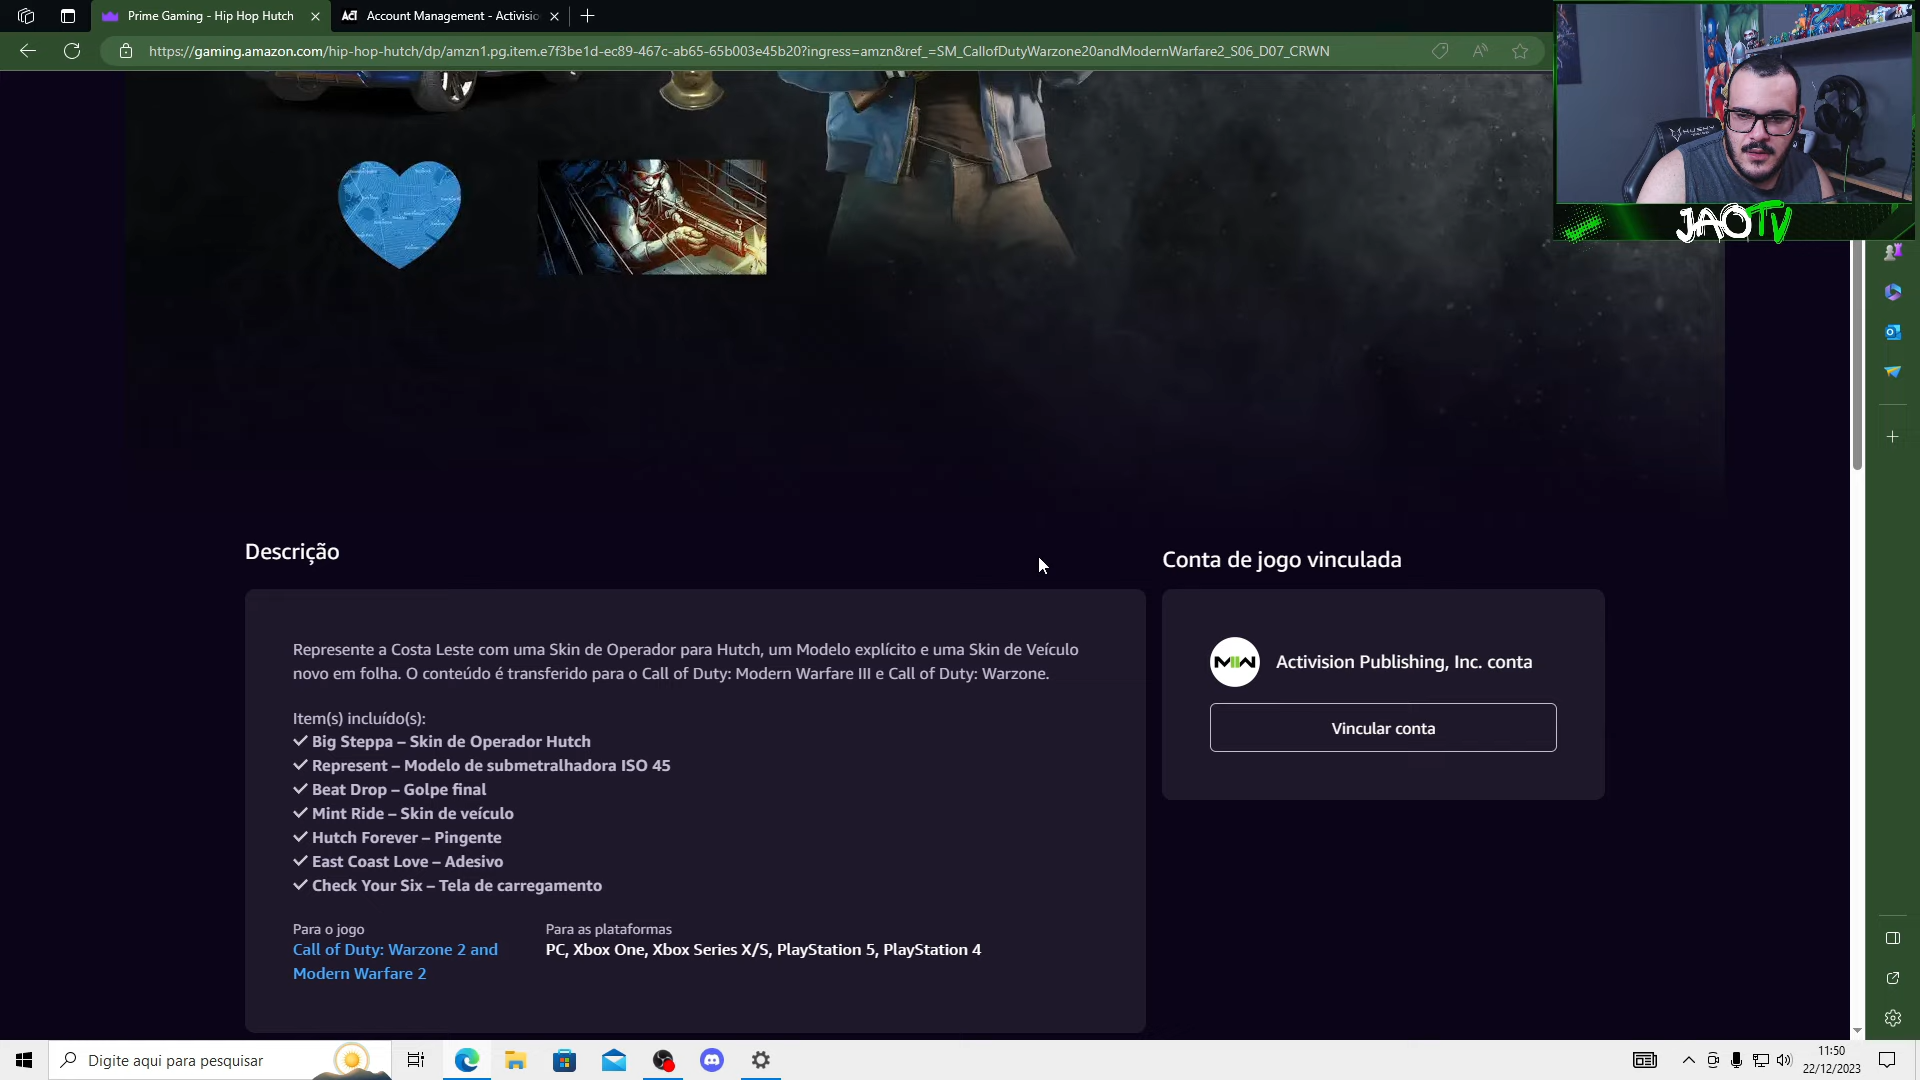 Prime Gaming - Hip Hop Hutch
Account Management - Activisio
https://gaming.amazon.com/hip-hop-hutch/dp/amzn1.pg.item.e7f3be1d-ec89-467c-ab65-65b003e45b20?ingress=amzn&ref_=SM_CallofDutyWarzone20andModernWarfare2_S06_D07_CRWN
JAOTV
Descrição
Conta de jogo vinculada
Represente a Costa Leste com uma Skin de Operador para Hutch, um Modelo explícito e uma Skin de Veículo
novo em folha. O conteúdo é transferido para o Call of Duty: Modern Warfare III e Call of Duty: Warzone.
Activision Publishing, Inc. conta
Vincular conta
Item(s) incluído(s):
✓ Big Steppa – Skin de Operador Hutch
✓ Represent – Modelo de submetralhadora ISO 45
✓ Beat Drop – Golpe final
✓ Mint Ride – Skin de veículo
✓ Hutch Forever – Pingente
✓ East Coast Love – Adesivo
✓ Check Your Six – Tela de carregamento
Para o jogo
Call of Duty: Warzone 2 and
Modern Warfare 2
Para as plataformas
PC, Xbox One, Xbox Series X/S, PlayStation 5, PlayStation 4
Digite aqui para pesquisar
11:50
22/12/2023